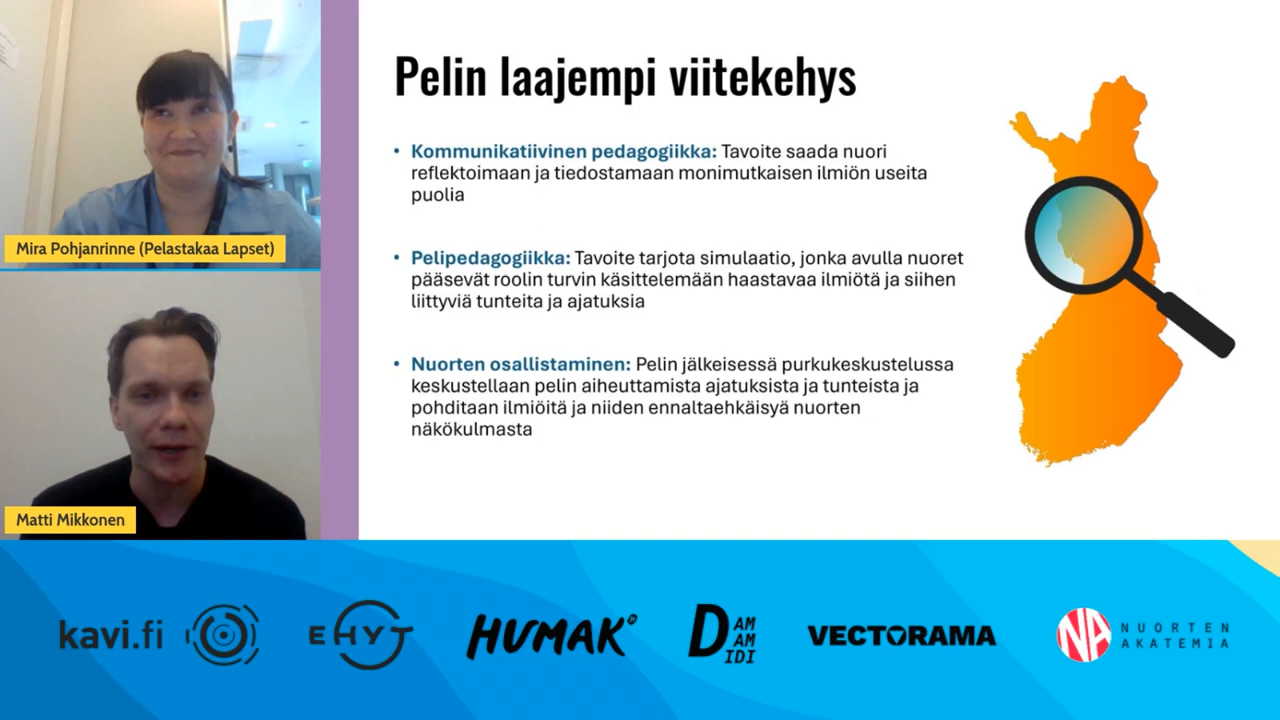 Mira Pohjanrinne (Pelastakaa Lapset)
Matti Mikkonen
Pelin laajempi viitekehys
• Kommunikatiivinen pedagogiikka: Tavoite saada nuori
reflektoimaan ja tiedostamaan monimutkaisen ilmiön useita
puolia
• Pelipedagogiikka: Tavoite tarjota simulaatio, jonka avulla nuoret
pääsevät roolin turvin käsittelemään haastavaa ilmiötä ja siihen
liittyviä tunteita ja ajatuksia
• Nuorten osallistaminen: Pelin jälkeisessä purkukeskustelussa
keskustellaan pelin aiheuttamista ajatuksista ja tunteista ja
pohditaan ilmiöitä ja niiden ennaltaehkäisyä nuorten
näkökulmasta
kavi.fi
EHYT
HUMAK
DAM
AM
IDI
VECTORAMA
NA NUORTEN
AKATEMIA